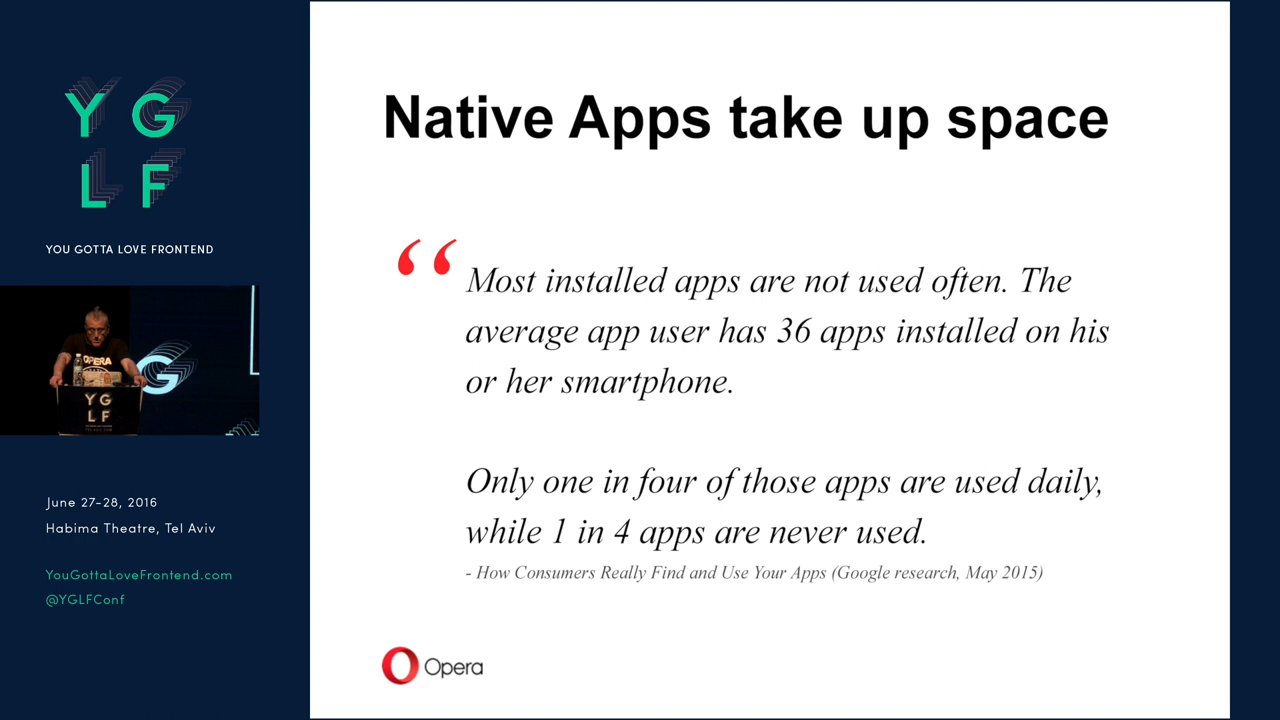 Y G
L F
YOU GOTTA LOVE FRONTEND
OPERA
G
Y G
L F
June 27-28, 2016
Habima Theatre, Tel Aviv
YouGottaLoveFrontend.com
@YGLFConf
Native Apps take up space
“Most installed apps are not used often. The
average app user has 36 apps installed on his
or her smartphone.
Only one in four of those apps are used daily,
while 1 in 4 apps are never used.
- How Consumers Really Find and Use Your Apps (Google research, May 2015)
Opera